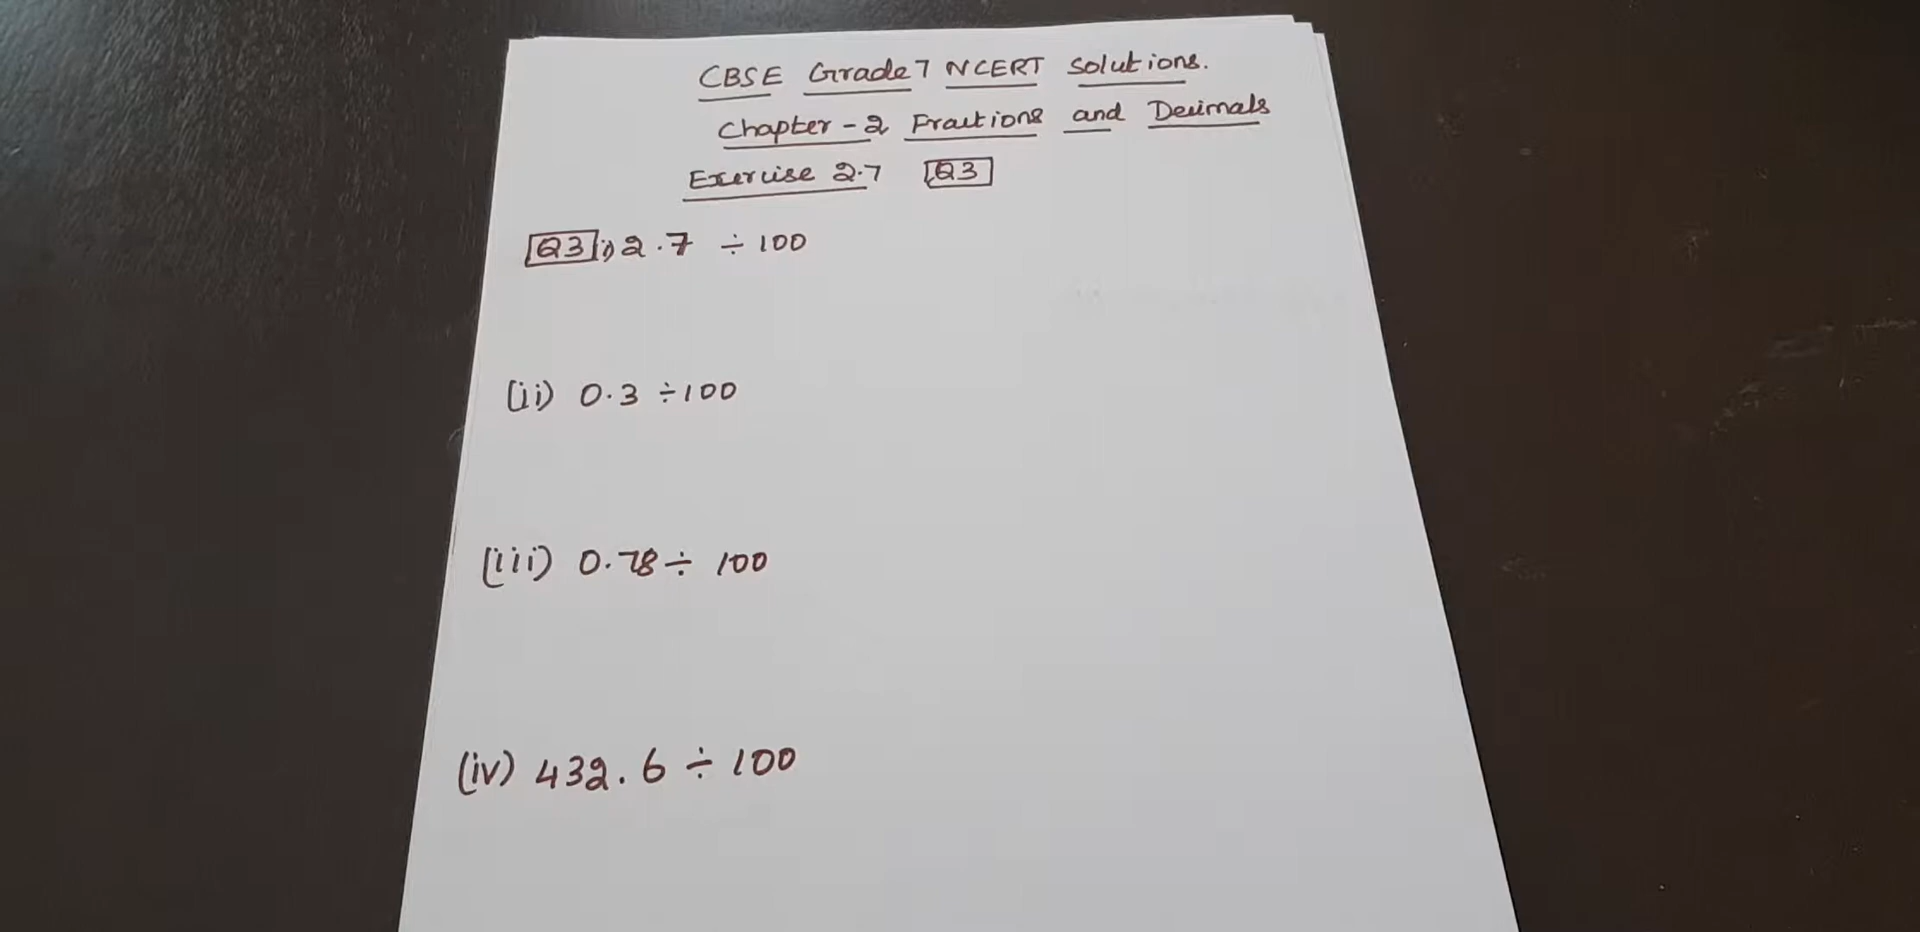 CBSE Grade 7 NCERT Solutions.
Chapter - 2 Fractions and Decimals
Exercise 2.7 Q3
Q3 i) 2.7 ÷ 100
(ii) 0.3 ÷ 100
(iii) 0.78 ÷ 100
(iv) 432.6 ÷ 100